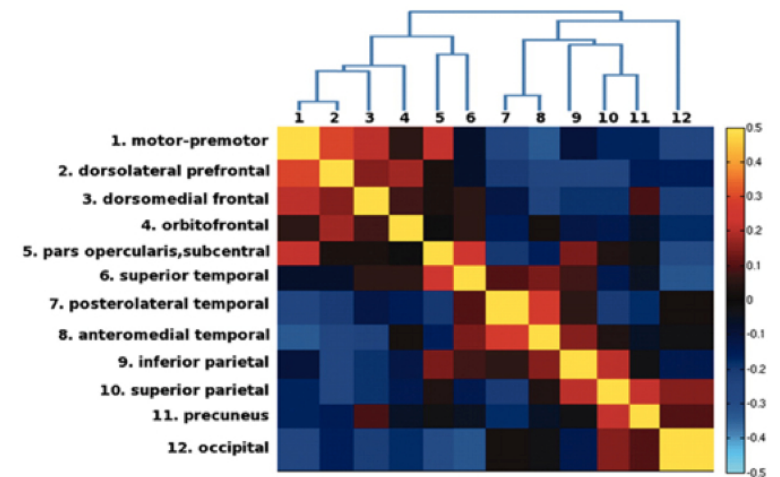 1 2 3 4 5 6 7 8 9 10 11 12
1. motor-premotor
2. dorsolateral prefrontal
3. dorsomedial frontal
4. orbitofrontal
5. pars opercularis,subcentral
6. superior temporal
7. posterolateral temporal
8. anteromedial temporal
9. inferior parietal
10. superior parietal
11. precuneus
12. occipital
0.5
0.4
0.3
0.2
0.1
0
-0.1
-0.2
-0.3
-0.4
-0.5